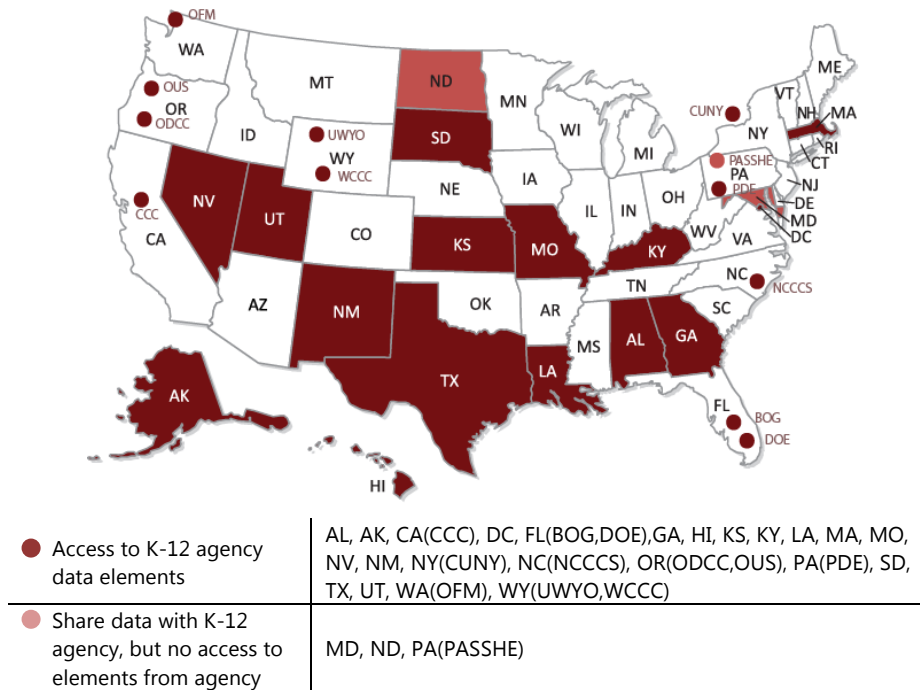 OFM
WA
OUS
OR
ODCC
MT
ID
UWYO
WY
WCCC
ND
SD
MN
WI
MI
NE
IA
IL
IN
OH
CUNY
NY
VT
ME
NH
MA
RI
CT
PASSHE
PA
PDE
NJ
DE
MD
DC
WV
VA
CCC
CA
NV
UT
CO
KS
MO
KY
AZ
NM
OK
AR
TN
NC
NCCCS
SC
TX
LA
MS
AL
GA
AK
HI
FL
BOG
DOE
Access to K-12 agency
data elements
AL, AK, CA(CCC), DC, FL(BOG,DOE),GA, HI, KS, KY, LA, MA, MO,
NV, NM, NY(CUNY), NC(NCCCS), OR(ODCC,OUS), PA(PDE), SD,
TX, UT, WA(OFM), WY(UWYO,WCCC)
Share data with K-12
agency, but no access to
elements from agency
MD, ND, PA(PASSHE)